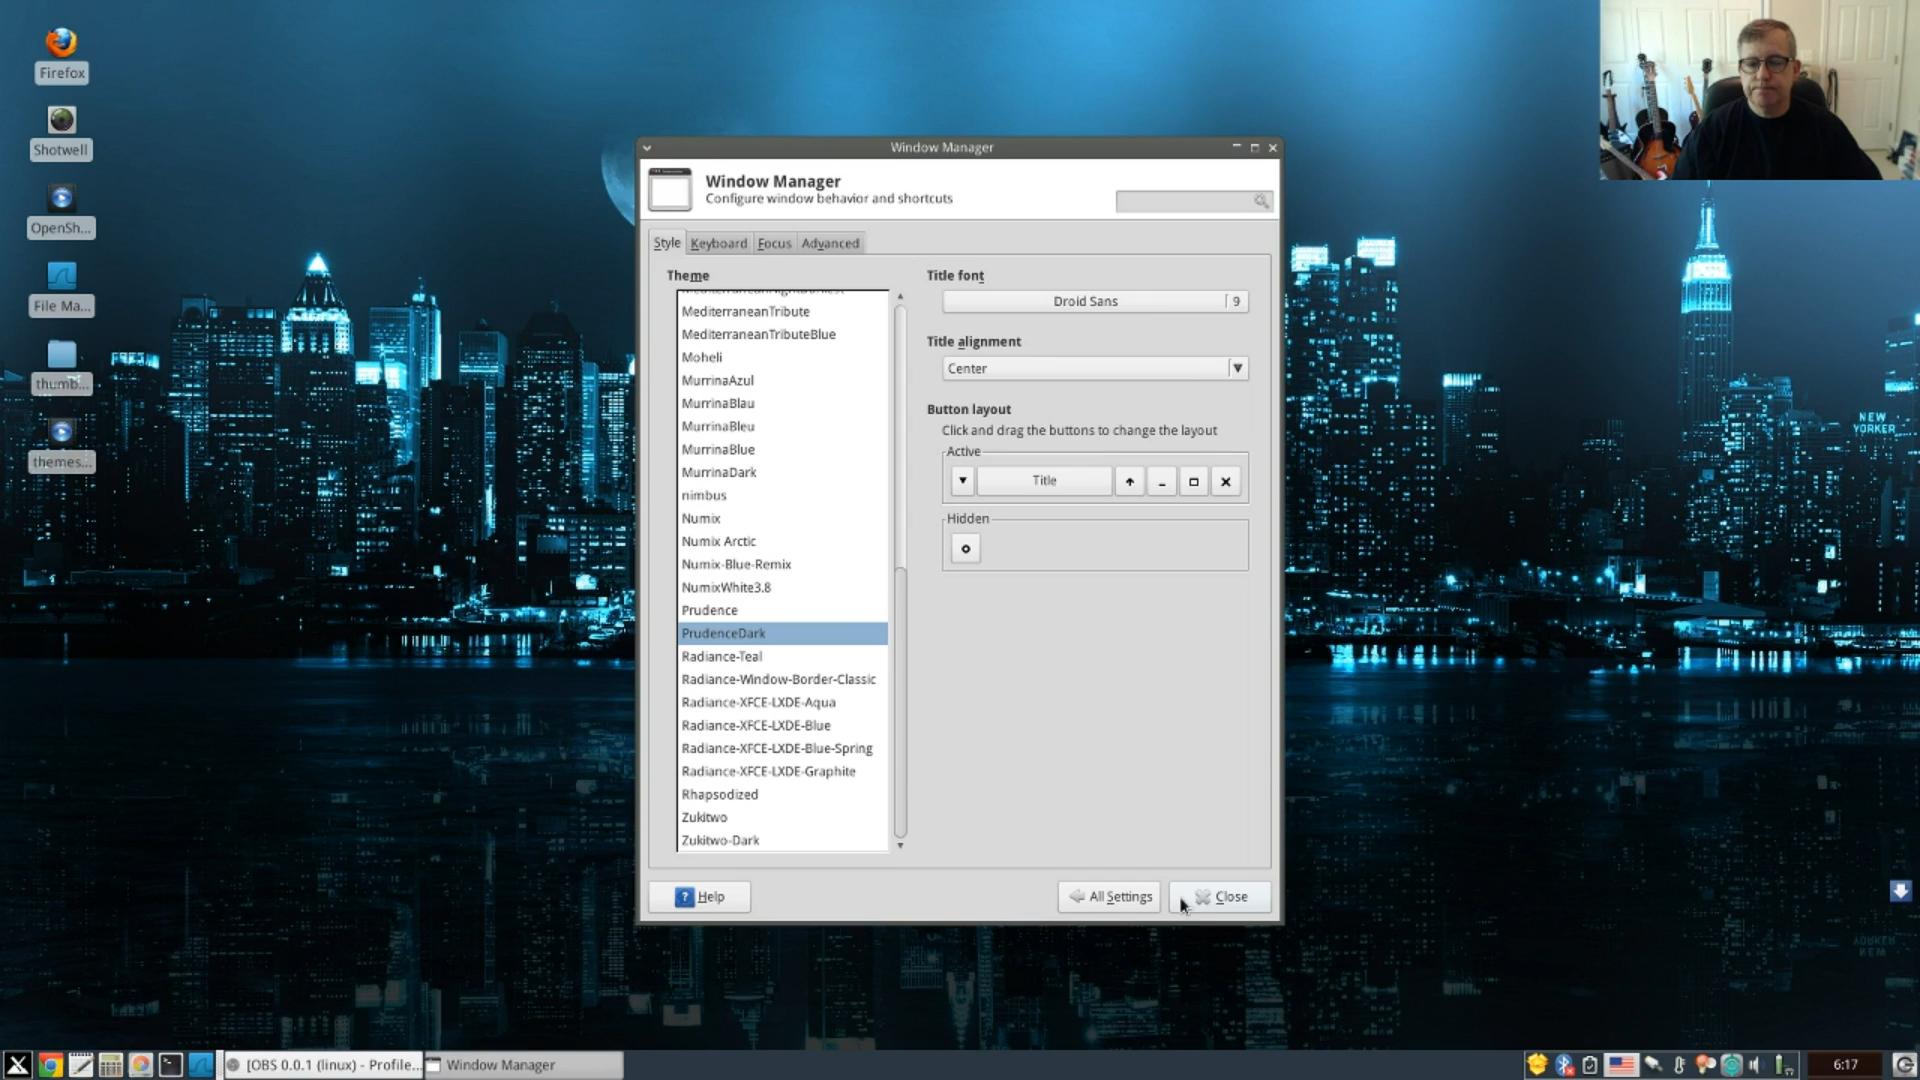 Firefox
Shotwell
OpenSh...
File Ma...
thumb...
themes...
Window Manager
Window Manager
Configure window behavior and shortcuts
Style Keyboard Focus Advanced
Theme
MediterraneanTribute
MediterraneanTributeBlue
Moheli
MurrinaAzul
MurrinaBlau
MurrinaBleu
MurrinaBlue
MurrinaDark
nimbus
Numix
Numix Arctic
Numix-Blue-Remix
NumixWhite3.8
Prudence
PrudenceDark
Radiance-Teal
Radiance-Window-Border-Classic
Radiance-XFCE-LXDE-Aqua
Radiance-XFCE-LXDE-Blue
Radiance-XFCE-LXDE-Blue-Spring
Radiance-XFCE-LXDE-Graphite
Rhapsodized
Zukitwo
Zukitwo-Dark
Title font
Droid Sans 9
Title alignment
Center
Button layout
Click and drag the buttons to change the layout
Active
Title
Hidden
? Help
All Settings
Close
NEW
YORKER
[OBS 0.0.1 (linux) - Profile...
Window Manager
6:17